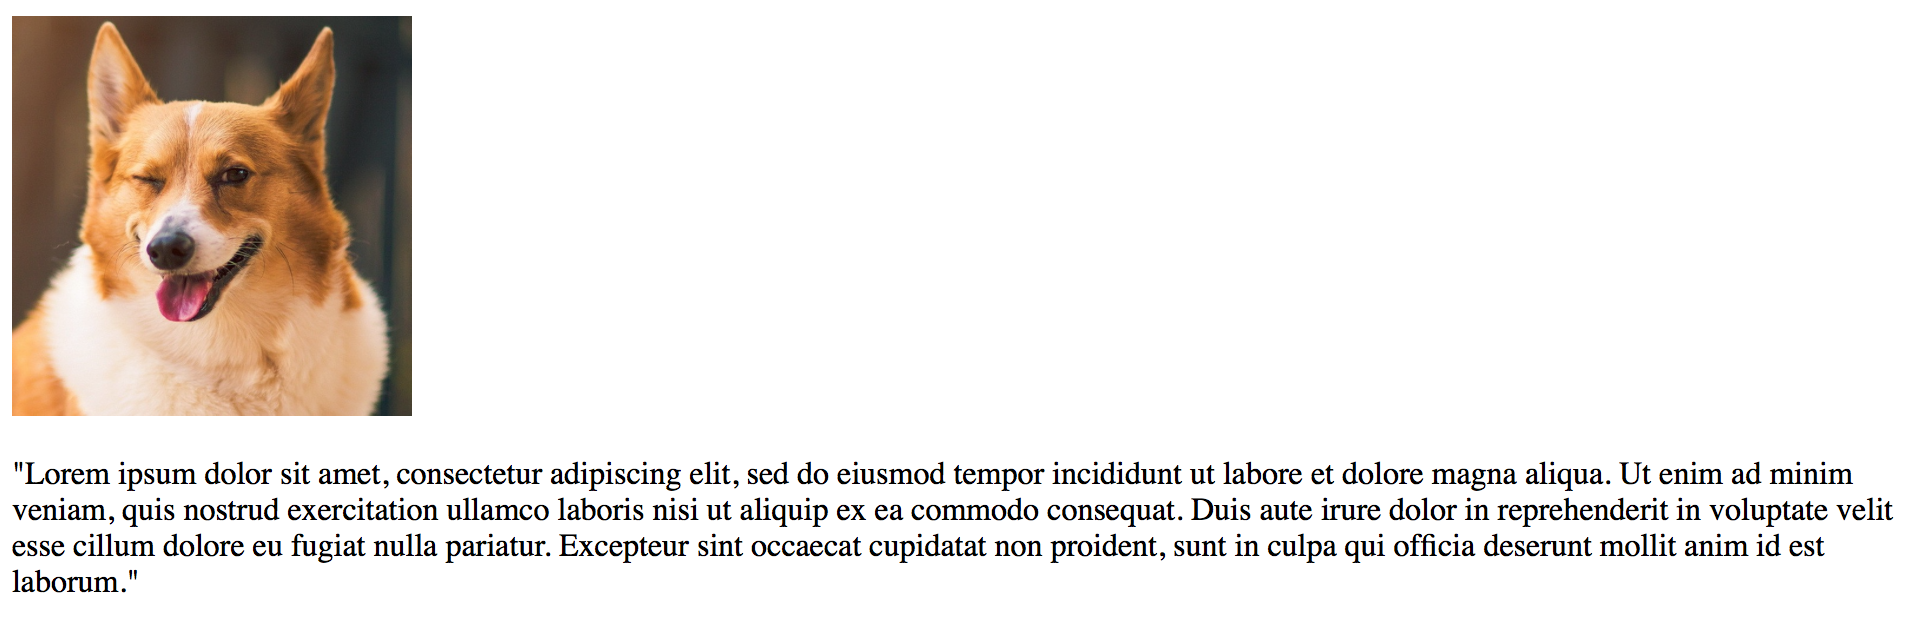 "Lorem ipsum dolor sit amet, consectetur adipiscing elit, sed do eiusmod tempor incididunt ut labore et dolore magna aliqua. Ut enim ad minim
veniam, quis nostrud exercitation ullamco laboris nisi ut aliquip ex ea commodo consequat. Duis aute irure dolor in reprehenderit in voluptate velit
esse cillum dolore eu fugiat nulla pariatur. Excepteur sint occaecat cupidatat non proident, sunt in culpa qui officia deserunt mollit anim id est
laborum."